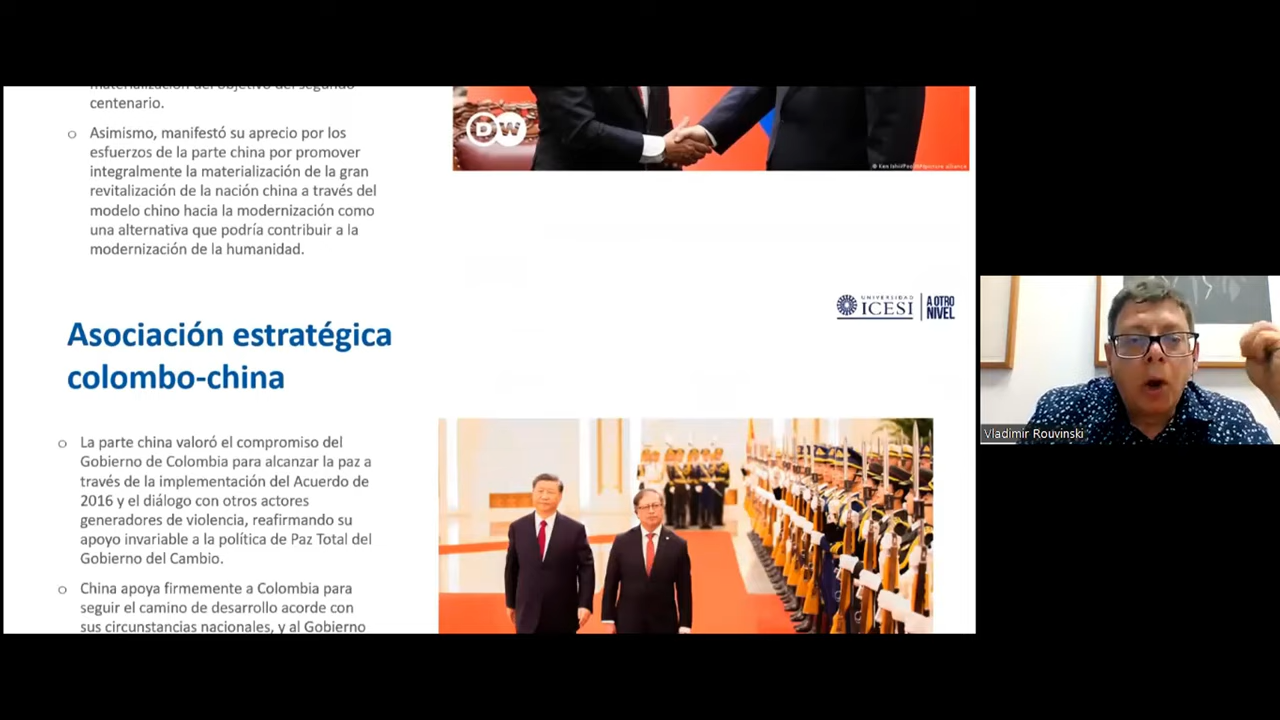 materialización del objetivo del segundo
centenario.
○ Asimismo, manifestó su aprecio por los
esfuerzos de la parte china por promover
integralmente la materialización de la gran
revitalización de la nación china a través del
modelo chino hacia la modernización como
una alternativa que podría contribuir a la
modernización de la humanidad.
DW
UNIVERSIDAD
ICESI
A OTRO
NIVEL
Asociación estratégica
colombo-china
○ La parte china valoró el compromiso del
Gobierno de Colombia para alcanzar la paz a
través de la implementación del Acuerdo de
2016 y el diálogo con otros actores
generadores de violencia, reafirmando su
apoyo invariable a la política de Paz Total del
Gobierno del Cambio.
○ China apoya firmemente a Colombia para
seguir el camino de desarrollo acorde con
sus circunstancias nacionales, y al Gobierno
Vladimir Rouvinski